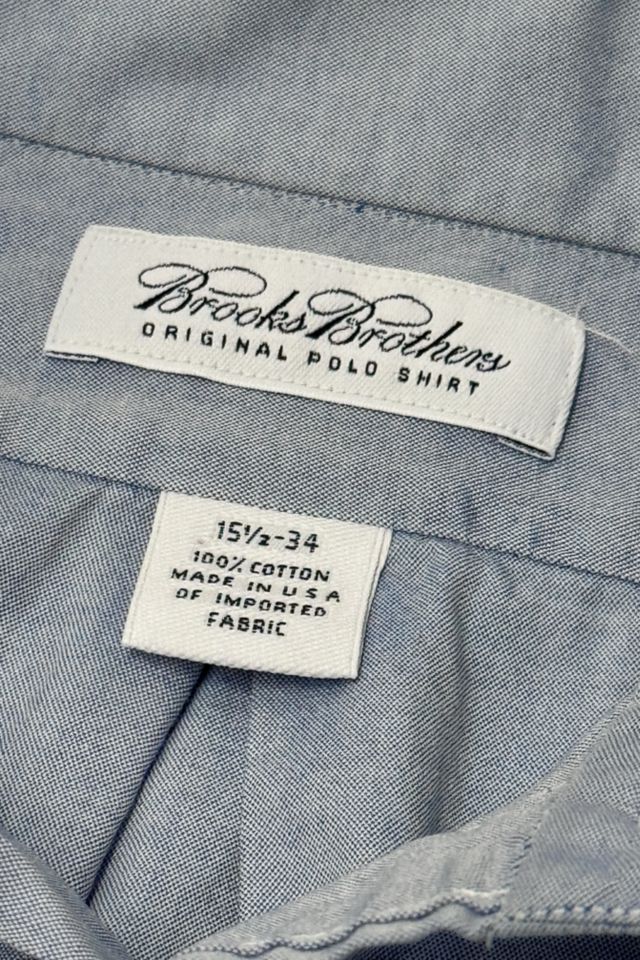 Brooks Brothers
ORIGINAL POLO SHIRT
15½-34
100% COTTON
MADE IN U S A
OF IMPORTED
FABRIC